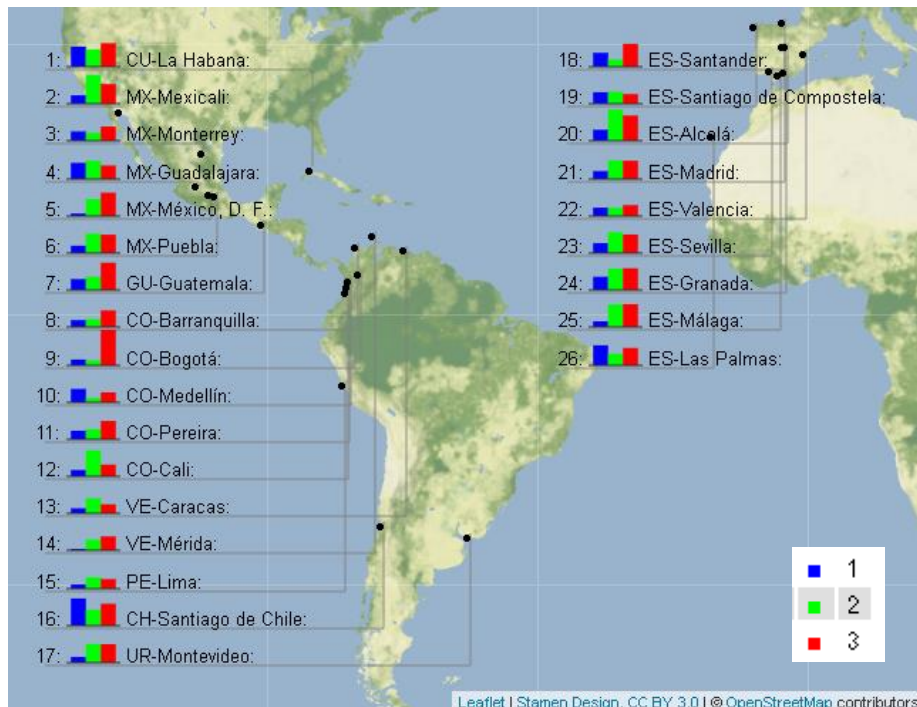 1: CU-La Habana:
2: MX-Mexicali:
3: MX-Monterrey:
4: MX-Guadalajara:
5: MX-México, D. F.:
6: MX-Puebla:
7: GU-Guatemala:
8: CO-Barranquilla:
9: CO-Bogotá:
10: CO-Medellín:
11: CO-Pereira:
12: CO-Cali:
13: VE-Caracas:
14: VE-Mérida:
15: PE-Lima:
16: CH-Santiago de Chile:
17: UR-Montevideo:
18: ES-Santander:
19: ES-Santiago de Compostela:
20: ES-Alcalá:
21: ES-Madrid:
22: ES-Valencia:
23: ES-Sevilla:
24: ES-Granada:
25: ES-Málaga:
26: ES-Las Palmas:
1
2
3
Leaflet | Stamen Design, CC BY 3.0 | © OpenStreetMap contributors